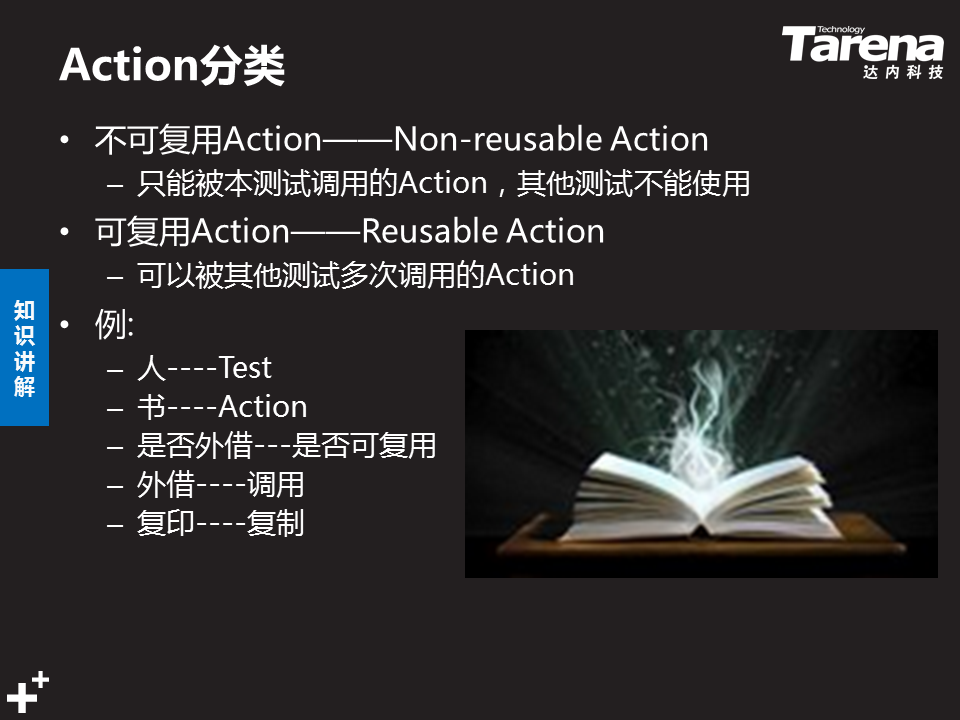 Action分类
Technology
Tarena
达内科技
• 不可复用Action——Non-reusable Action
– 只能被本测试调用的Action，其他测试不能使用
• 可复用Action——Reusable Action
– 可以被其他测试多次调用的Action
知识讲解
• 例:
– 人----Test
– 书----Action
– 是否外借---是否可复用
– 外借----调用
– 复印----复制